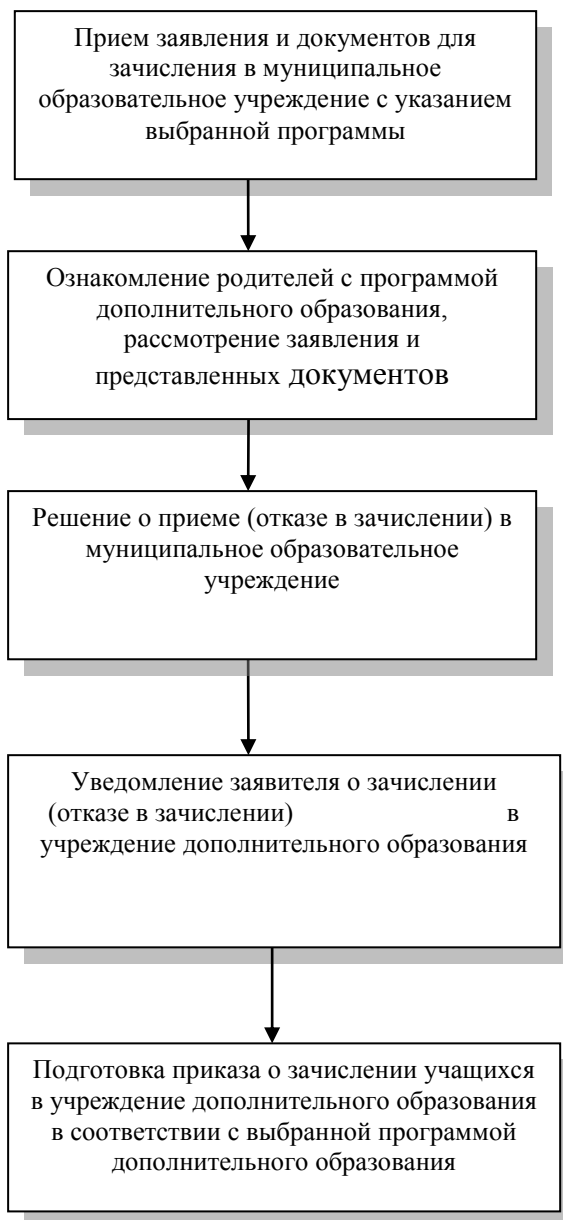 Прием заявления и документов для
зачисления в муниципальное
образовательное учреждение с указанием
выбранной программы
Ознакомление родителей с программой
дополнительного образования,
рассмотрение заявления и
представленных документов
Решение о приеме (отказе в зачислении) в
муниципальное образовательное
учреждение
Уведомление заявителя о зачислении
(отказе в зачислении) в
учреждение дополнительного образования
Подготовка приказа о зачислении учащихся
в учреждение дополнительного образования
в соответствии с выбранной программой
дополнительного образования